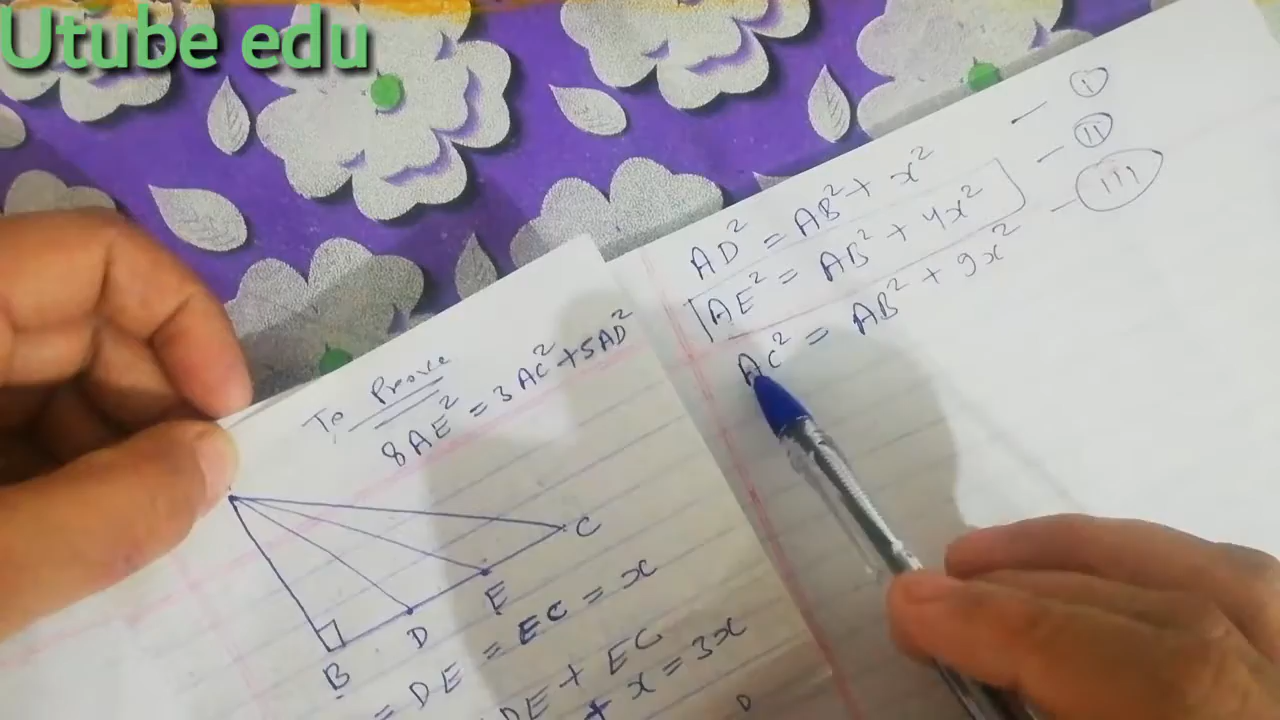 Utube edu
To Prove
8AE² = 3AC² + 5AD²
C
E
D
B
= DE = EC = x
DE + EC
+ x = 3x
D
AD² = AB² + x² — (i)
AE² = AB² + 4x² — (ii)
AC² = AB² + 9x² — (iii)